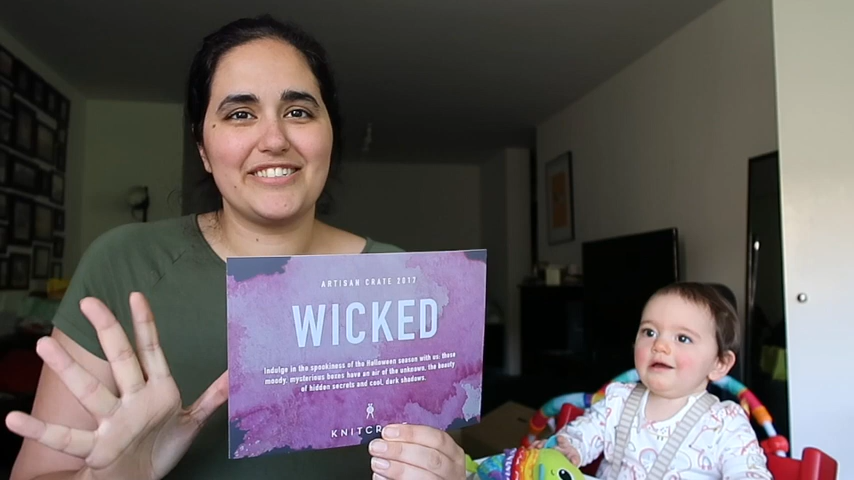 ARTISAN CRATE 2017
WICKED
Indulge in the spookiness of the Halloween season with us: these
moody, mysterious boxes have an air of the unknown, the beauty
of hidden secrets and cool, dark shadows.